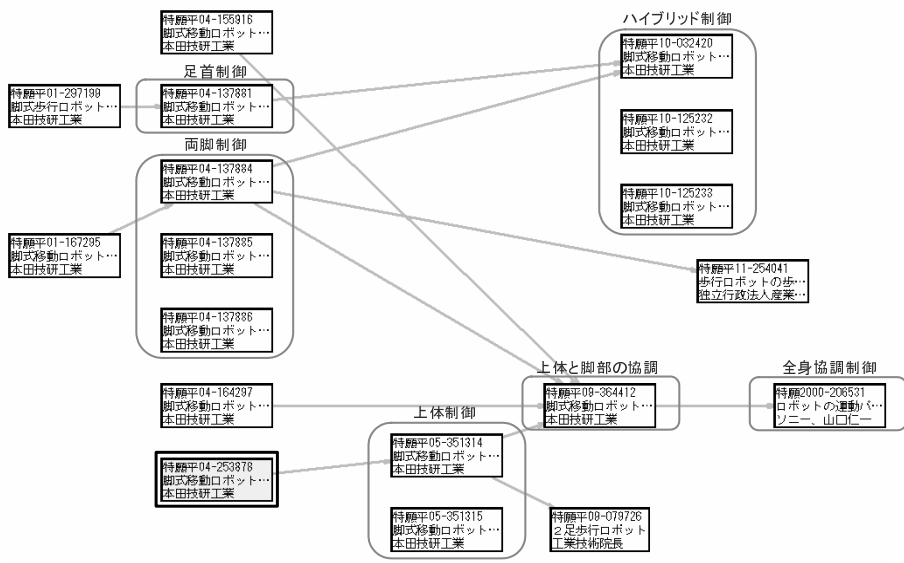 特願平04-155916
脚式移動ロボット…
本田技研工業
ハイブリッド制御
特願平10-032420
脚式移動ロボット…
本田技研工業
足首制御
特願平01-297199
脚式歩行ロボット…
本田技研工業
特願平04-137881
脚式移動ロボット…
本田技研工業
特願平10-125232
脚式移動ロボット…
本田技研工業
両脚制御
特願平04-137884
脚式移動ロボット…
本田技研工業
特願平10-125233
脚式移動ロボット…
本田技研工業
特願平01-167295
脚式移動ロボット…
本田技研工業
特願平04-137885
脚式移動ロボット…
本田技研工業
特願平11-254041
歩行ロボットの歩…
独立行政法人産業…
特願平04-137886
脚式移動ロボット…
本田技研工業
上体と脚部の協調
全身協調制御
特願平04-164297
脚式移動ロボット…
本田技研工業
特願平09-364412
脚式移動ロボット…
本田技研工業
特願2000-206531
ロボットの運動パ…
ソニー、山口仁一
上体制御
特願平04-253878
脚式移動ロボット…
本田技研工業
特願平05-351314
脚式移動ロボット…
本田技研工業
特願平05-351315
脚式移動ロボット…
本田技研工業
特願平09-079726
２足歩行ロボット
工業技術院長